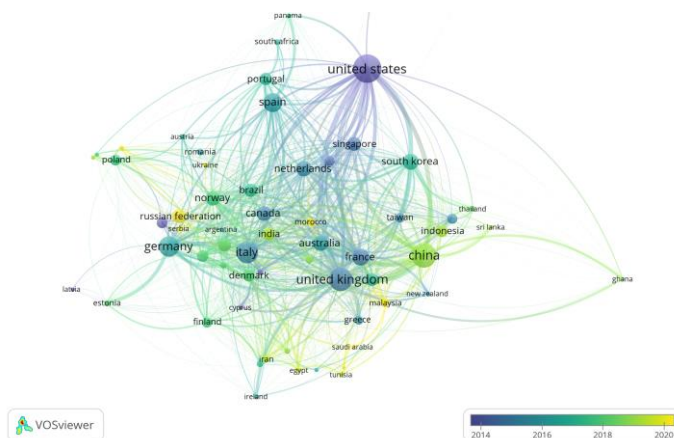 panama
south africa
united states
portugal
spain
austria
singapore
romania
netherlands
south korea
poland
ukraine
brazil
norway
canada
thailand
russian federation
morocco
taiwan
serbia
argentina
india
indonesia
sri lanka
germany
italy
australia
france
china
denmark
united kingdom
ghana
latvia
estonia
cyprus
new zealand
malaysia
finland
greece
saudi arabia
iran
egypt
tunisia
ireland
VOSviewer
2014 2016 2018 2020